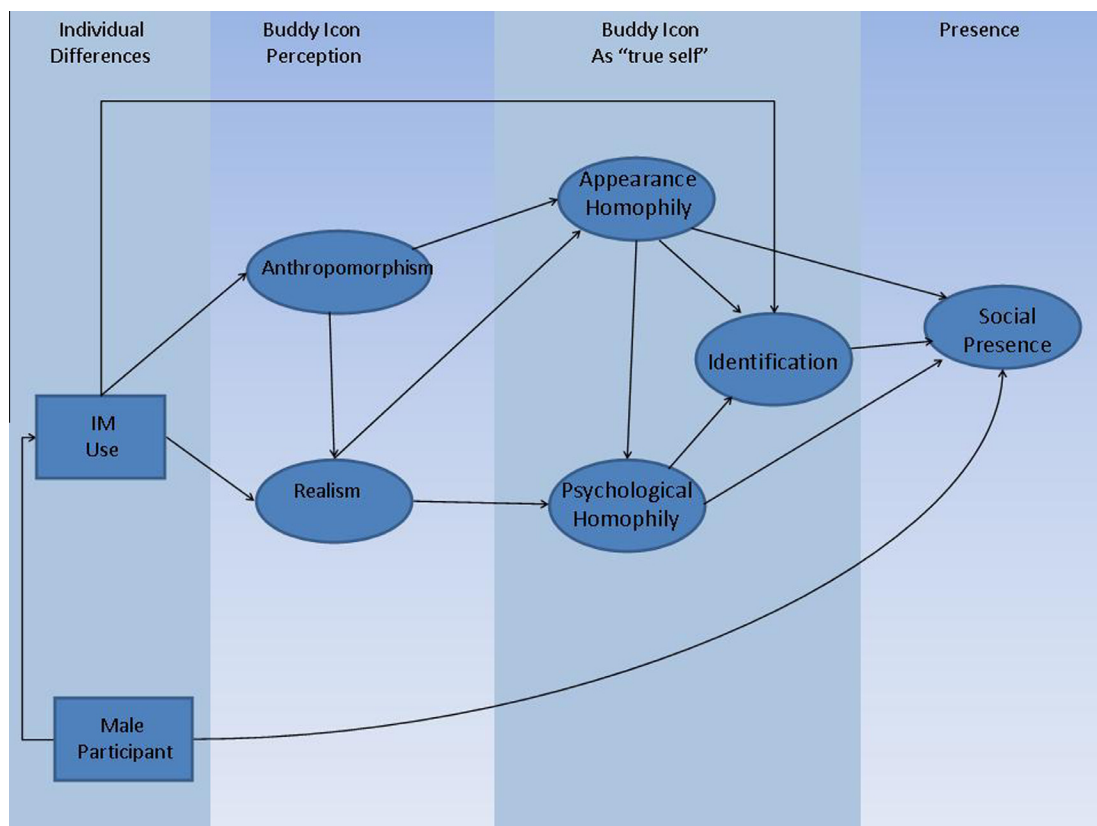 Individual
Differences
Buddy Icon
Perception
Buddy Icon
As “true self”
Presence
Appearance
Homophily
Anthropomorphism
Social
Presence
Identification
IM
Use
Realism
Psychological
Homophily
Male
Participant